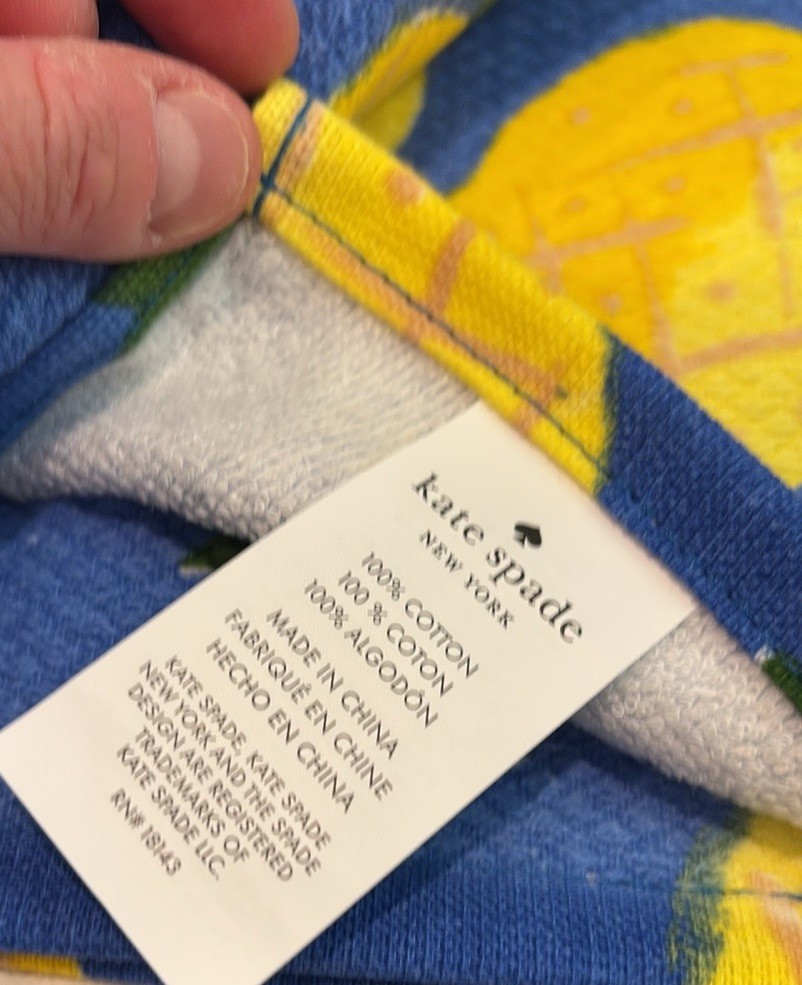 kate spade
NEW YORK
100% COTTON
100 % COTON
100% ALGODÓN
MADE IN CHINA
FABRIQUÉ EN CHINE
HECHO EN CHINA
KATE SPADE, KATE SPADE
NEW YORK AND THE SPADE
DESIGN ARE REGISTERED
TRADEMARKS OF
KATE SPADE LLC.
RN# 18143